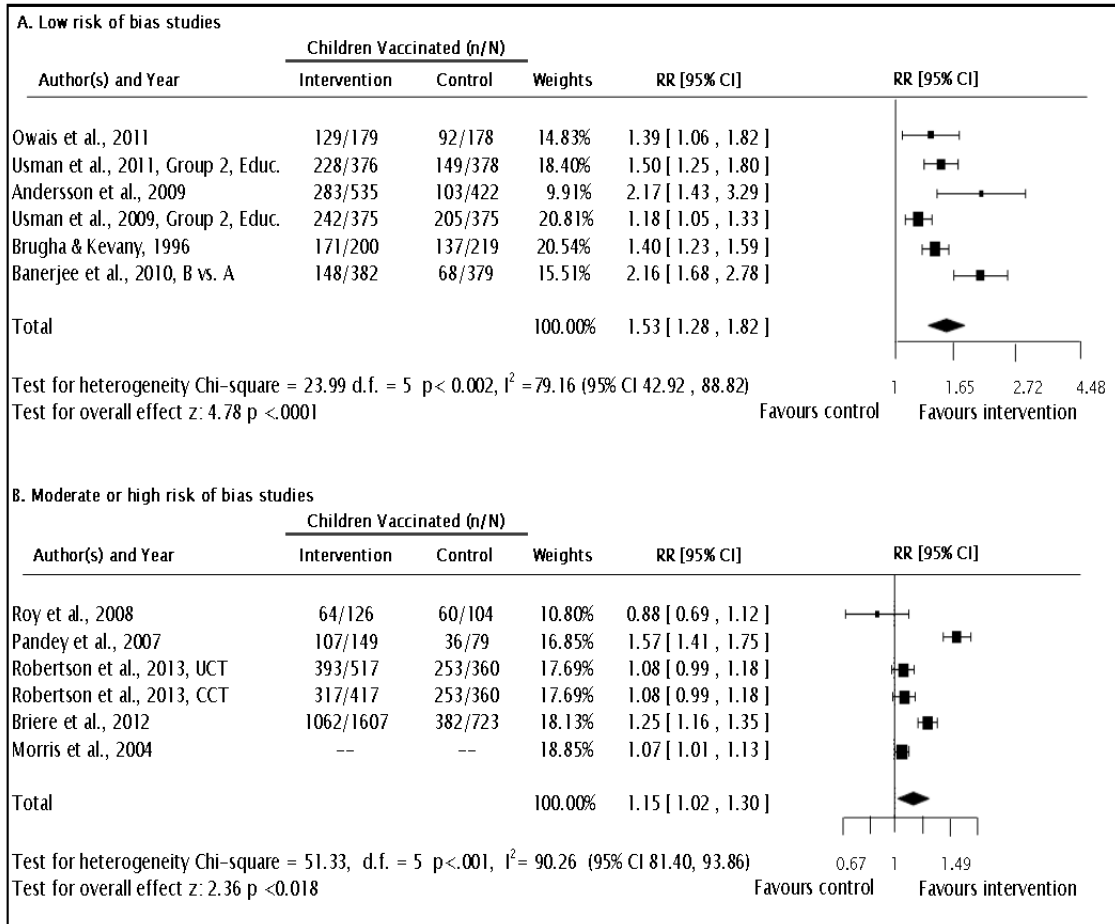 A. Low risk of bias studies
Children Vaccinated (n/N)
Author(s) and Year Intervention Control Weights RR [95% CI] RR [95% CI]
Owais et al., 2011 129/179 92/178 14.83% 1.39 [ 1.06 , 1.82 ]
Usman et al., 2011, Group 2, Educ. 228/376 149/378 18.40% 1.50 [ 1.25 , 1.80 ]
Andersson et al., 2009 283/535 103/422 9.91% 2.17 [ 1.43 , 3.29 ]
Usman et al., 2009, Group 2, Educ. 242/375 205/375 20.81% 1.18 [ 1.05 , 1.33 ]
Brugha & Kevany, 1996 171/200 137/219 20.54% 1.40 [ 1.23 , 1.59 ]
Banerjee et al., 2010, B vs. A 148/382 68/379 15.51% 2.16 [ 1.68 , 2.78 ]
Total 100.00% 1.53 [ 1.28 , 1.82 ]
Test for heterogeneity Chi-square = 23.99 d.f. = 5 p< 0.002, I² =79.16 (95% CI 42.92 , 88.82) 1 1.65 2.72 4.48
Test for overall effect z: 4.78 p <.0001 Favours control Favours intervention
B. Moderate or high risk of bias studies
Children Vaccinated (n/N)
Author(s) and Year Intervention Control Weights RR [95% CI] RR [95% CI]
Roy et al., 2008 64/126 60/104 10.80% 0.88 [ 0.69 , 1.12 ]
Pandey et al., 2007 107/149 36/79 16.85% 1.57 [ 1.41 , 1.75 ]
Robertson et al., 2013, UCT 393/517 253/360 17.69% 1.08 [ 0.99 , 1.18 ]
Robertson et al., 2013, CCT 317/417 253/360 17.69% 1.08 [ 0.99 , 1.18 ]
Briere et al., 2012 1062/1607 382/723 18.13% 1.25 [ 1.16 , 1.35 ]
Morris et al., 2004 -- -- 18.85% 1.07 [ 1.01 , 1.13 ]
Total 100.00% 1.15 [ 1.02 , 1.30 ]
Test for heterogeneity Chi-square = 51.33, d.f. = 5 p<.001, I²= 90.26 (95% CI 81.40, 93.86) 0.67 1 1.49
Test for overall effect z: 2.36 p <0.018 Favours control Favours intervention